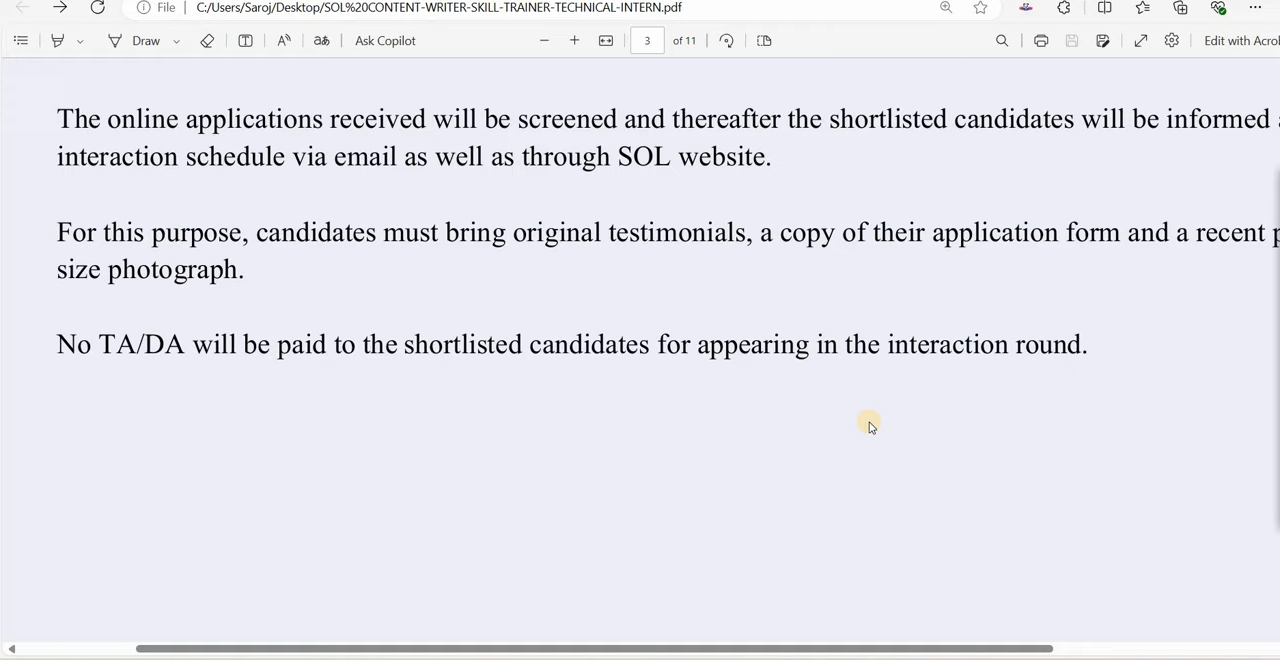 File
C:/Users/Saroj/Desktop/SOL%20CONTENT-WRITER-SKILL-TRAINER-TECHNICAL-INTERN.pdf
Draw
A
aあ
Ask Copilot
3
of 11
Edit with Acrol
The online applications received will be screened and thereafter the shortlisted candidates will be informed
interaction schedule via email as well as through SOL website.
For this purpose, candidates must bring original testimonials, a copy of their application form and a recent p
size photograph.
No TA/DA will be paid to the shortlisted candidates for appearing in the interaction round.